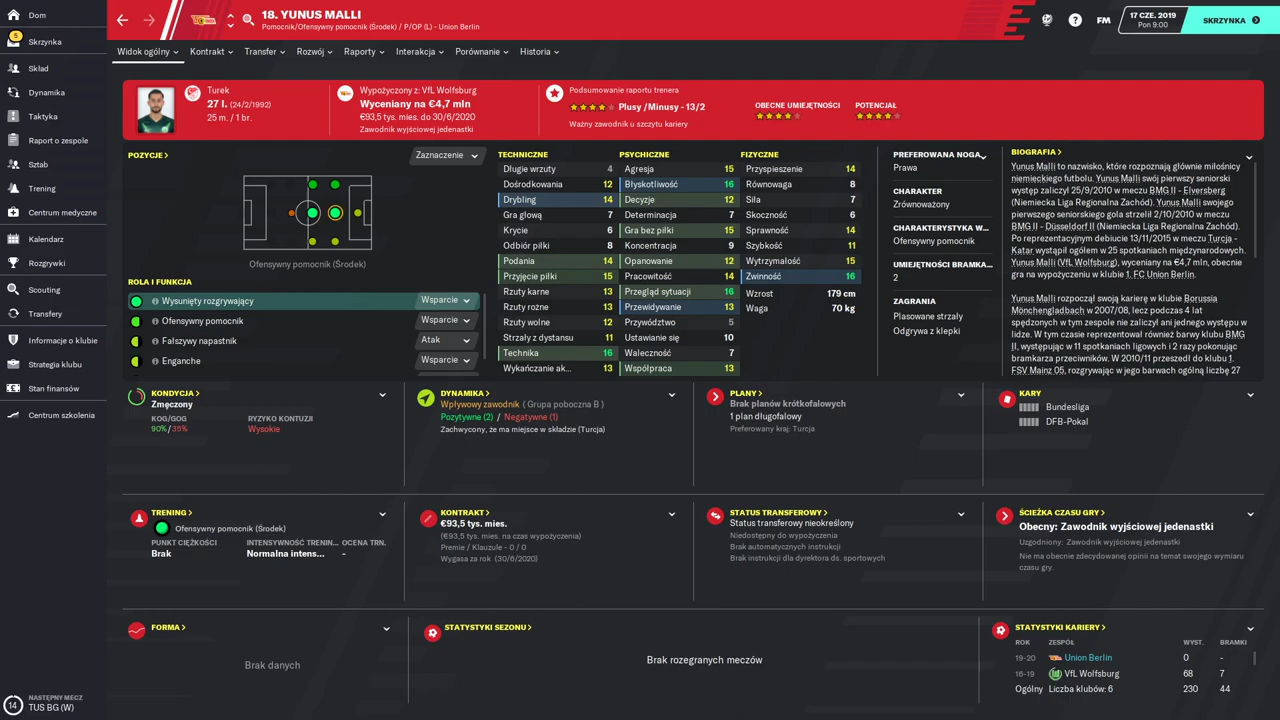 Dom
5
Skrzynka
Skład
Dynamika
Taktyka
Raport o zespole
Sztab
Trening
Centrum medyczne
Kalendarz
Rozgrywki
Scouting
Transfery
Informacje o klubie
Strategia klubu
Stan finansów
Centrum szkolenia
14
NASTĘPNY MECZ
TUS BG (W)
18. YUNUS MALLI
Pomocnik/Ofensywny pomocnik (Środek) / P/OP (L) - Union Berlin
?
FM
17 CZE. 2019
Pon 9:00
SKRZYNKA
Widok ogólny
Kontrakt
Transfer
Rozwój
Raporty
Interakcja
Porównanie
Historia
Turek
27 l. (24/2/1992)
25 m. / 1 br.
Wypożyczony z: VfL Wolfsburg
Wyceniany na €4,7 mln
€93,5 tys. mies. do 30/6/2020
Zawodnik wyjściowej jedenastki
Podsumowanie raportu trenera
Plusy /Minusy - 13/2
Ważny zawodnik u szczytu kariery
OBECNE UMIEJĘTNOŚCI
POTENCJAŁ
POZYCJE
Zaznaczenie
Ofensywny pomocnik (Środek)
ROLA I FUNKCJA
Wysunięty rozgrywający Wsparcie
Ofensywny pomocnik Wsparcie
Fałszywy napastnik Atak
Enganche Wsparcie
TECHNICZNE
Długie wrzuty 4
Dośrodkowania 12
Drybling 14
Gra głową 7
Krycie 6
Odbiór piłki 8
Podania 14
Przyjęcie piłki 15
Rzuty karne 13
Rzuty rożne 13
Rzuty wolne 12
Strzały z dystansu 11
Technika 16
Wykańczanie ak... 13
PSYCHICZNE
Agresja 15
Błyskotliwość 16
Decyzje 12
Determinacja 7
Gra bez piłki 15
Koncentracja 9
Opanowanie 12
Pracowitość 14
Przegląd sytuacji 16
Przewidywanie 13
Przywództwo 5
Ustawianie się 10
Waleczność 7
Współpraca 13
FIZYCZNE
Przyspieszenie 14
Równowaga 8
Siła 7
Skoczność 6
Sprawność 14
Szybkość 11
Wytrzymałość 15
Zwinność 16
Wzrost 179 cm
Waga 70 kg
PREFEROWANA NOGA
Prawa
CHARAKTER
Zrównoważony
CHARAKTERYSTYKA W...
Ofensywny pomocnik
UMIEJĘTNOŚCI BRAMKA...
2
ZAGRANIA
Plasowane strzały
Odgrywa z klepki
BIOGRAFIA
Yunus Malli to nazwisko, które rozpoznają głównie miłośnicy
niemieckiego futbolu. Yunus Malli swój pierwszy seniorski
występ zaliczył 25/9/2010 w meczu BMG II - Elversberg
(Niemiecka Liga Regionalna Zachód). Yunus Malli swojego
pierwszego seniorskiego gola strzelił 2/10/2010 w meczu
BMG II - Düsseldorf II (Niemiecka Liga Regionalna Zachód).
Po reprezentacyjnym debiucie 13/11/2015 w meczu Turcja -
Katar wystąpił ogółem w 25 spotkaniach międzynarodowych.
Yunus Malli (VfL Wolfsburg), wyceniany na €4,7 mln, obecnie
gra na wypożyczeniu w klubie 1. FC Union Berlin.
Yunus Malli rozpoczął swoją karierę w klubie Borussia
Mönchengladbach w 2007/08, lecz podczas 4 lat
spędzonych w tym zespole nie zaliczył ani jednego występu w
lidze. W tym czasie reprezentował również barwy klubu BMG
II, występując w 11 spotkaniach ligowych i 2 razy pokonując
bramkarza przeciwników. W 2010/11 przeszedł do klubu 1.
FSV Mainz 05, rozgrywając w jego barwach ogólną liczbę 27
KONDYCJA
Zmęczony
KOG/GOG
90%/35%
RYZYKO KONTUZJI
Wysokie
DYNAMIKA
Wpływowy zawodnik ( Grupa poboczna B )
Pozytywne (2) / Negatywne (1)
Zachwycony, że ma miejsce w składzie (Turcja)
PLANY
Brak planów krótkofalowych
1 plan długofalowy
Preferowany kraj: Turcja
KARY
Bundesliga
DFB-Pokal
TRENING
Ofensywny pomocnik (Środek)
PUNKT CIĘŻKOŚCI
Brak
INTENSYWNOŚĆ TRENIN...
Normalna intens...
OCENA TRN.
-
KONTRAKT
€93,5 tys. mies.
(€93,5 tys. mies. na czas wypożyczenia)
Premie / Klauzule - 0 / 0
Wygasa za rok (30/6/2020)
STATUS TRANSFEROWY
Status transferowy nieokreślony
Niedostępny do wypożyczenia
Brak automatycznych instrukcji
Brak instrukcji dla dyrektora ds. sportowych
ŚCIEŻKA CZASU GRY
Obecny: Zawodnik wyjściowej jedenastki
Uzgodniony: Zawodnik wyjściowej jedenastki
Nie ma obecnie zdecydowanej opinii na temat swojego wymiaru
czasu gry.
FORMA
Brak danych
STATYSTYKI SEZONU
Brak rozegranych meczów
STATYSTYKI KARIERY
ROK ZESPÓŁ WYST. BRAMKI
19-20 Union Berlin 0 -
16-19 VfL Wolfsburg 68 7
Ogólny Liczba klubów: 6 230 44